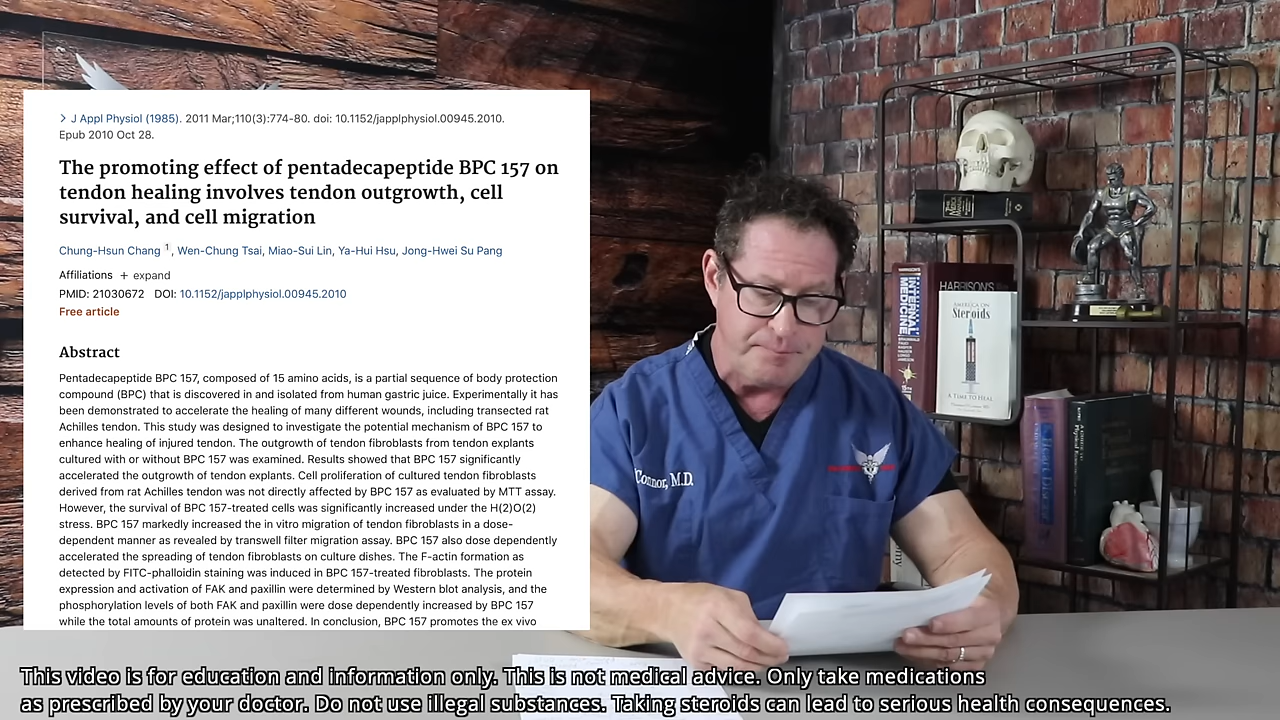 > J Appl Physiol (1985). 2011 Mar;110(3):774-80. doi: 10.1152/japplphysiol.00945.2010.
Epub 2010 Oct 28.
The promoting effect of pentadecapeptide BPC 157 on
tendon healing involves tendon outgrowth, cell
survival, and cell migration
Chung-Hsun Chang 1, Wen-Chung Tsai, Miao-Sui Lin, Ya-Hui Hsu, Jong-Hwei Su Pang
Affiliations + expand
PMID: 21030672 DOI: 10.1152/japplphysiol.00945.2010
Free article
Abstract
Pentadecapeptide BPC 157, composed of 15 amino acids, is a partial sequence of body protection
compound (BPC) that is discovered in and isolated from human gastric juice. Experimentally it has
been demonstrated to accelerate the healing of many different wounds, including transected rat
Achilles tendon. This study was designed to investigate the potential mechanism of BPC 157 to
enhance healing of injured tendon. The outgrowth of tendon fibroblasts from tendon explants
cultured with or without BPC 157 was examined. Results showed that BPC 157 significantly
accelerated the outgrowth of tendon explants. Cell proliferation of cultured tendon fibroblasts
derived from rat Achilles tendon was not directly affected by BPC 157 as evaluated by MTT assay.
However, the survival of BPC 157-treated cells was significantly increased under the H(2)O(2)
stress. BPC 157 markedly increased the in vitro migration of tendon fibroblasts in a dose-
dependent manner as revealed by transwell filter migration assay. BPC 157 also dose dependently
accelerated the spreading of tendon fibroblasts on culture dishes. The F-actin formation as
detected by FITC-phalloidin staining was induced in BPC 157-treated fibroblasts. The protein
expression and activation of FAK and paxillin were determined by Western blot analysis, and the
phosphorylation levels of both FAK and paxillin were dose dependently increased by BPC 157
while the total amounts of protein was unaltered. In conclusion, BPC 157 promotes the ex vivo
HARRISON'S
INTERNAL
MEDICINE
AMERICA ON
Steroids
A TIME TO HEAL
Heart Disease
Connor, M.D.
This video is for education and information only. This is not medical advice. Only take medications
as prescribed by your doctor. Do not use illegal substances. Taking steroids can lead to serious health consequences.